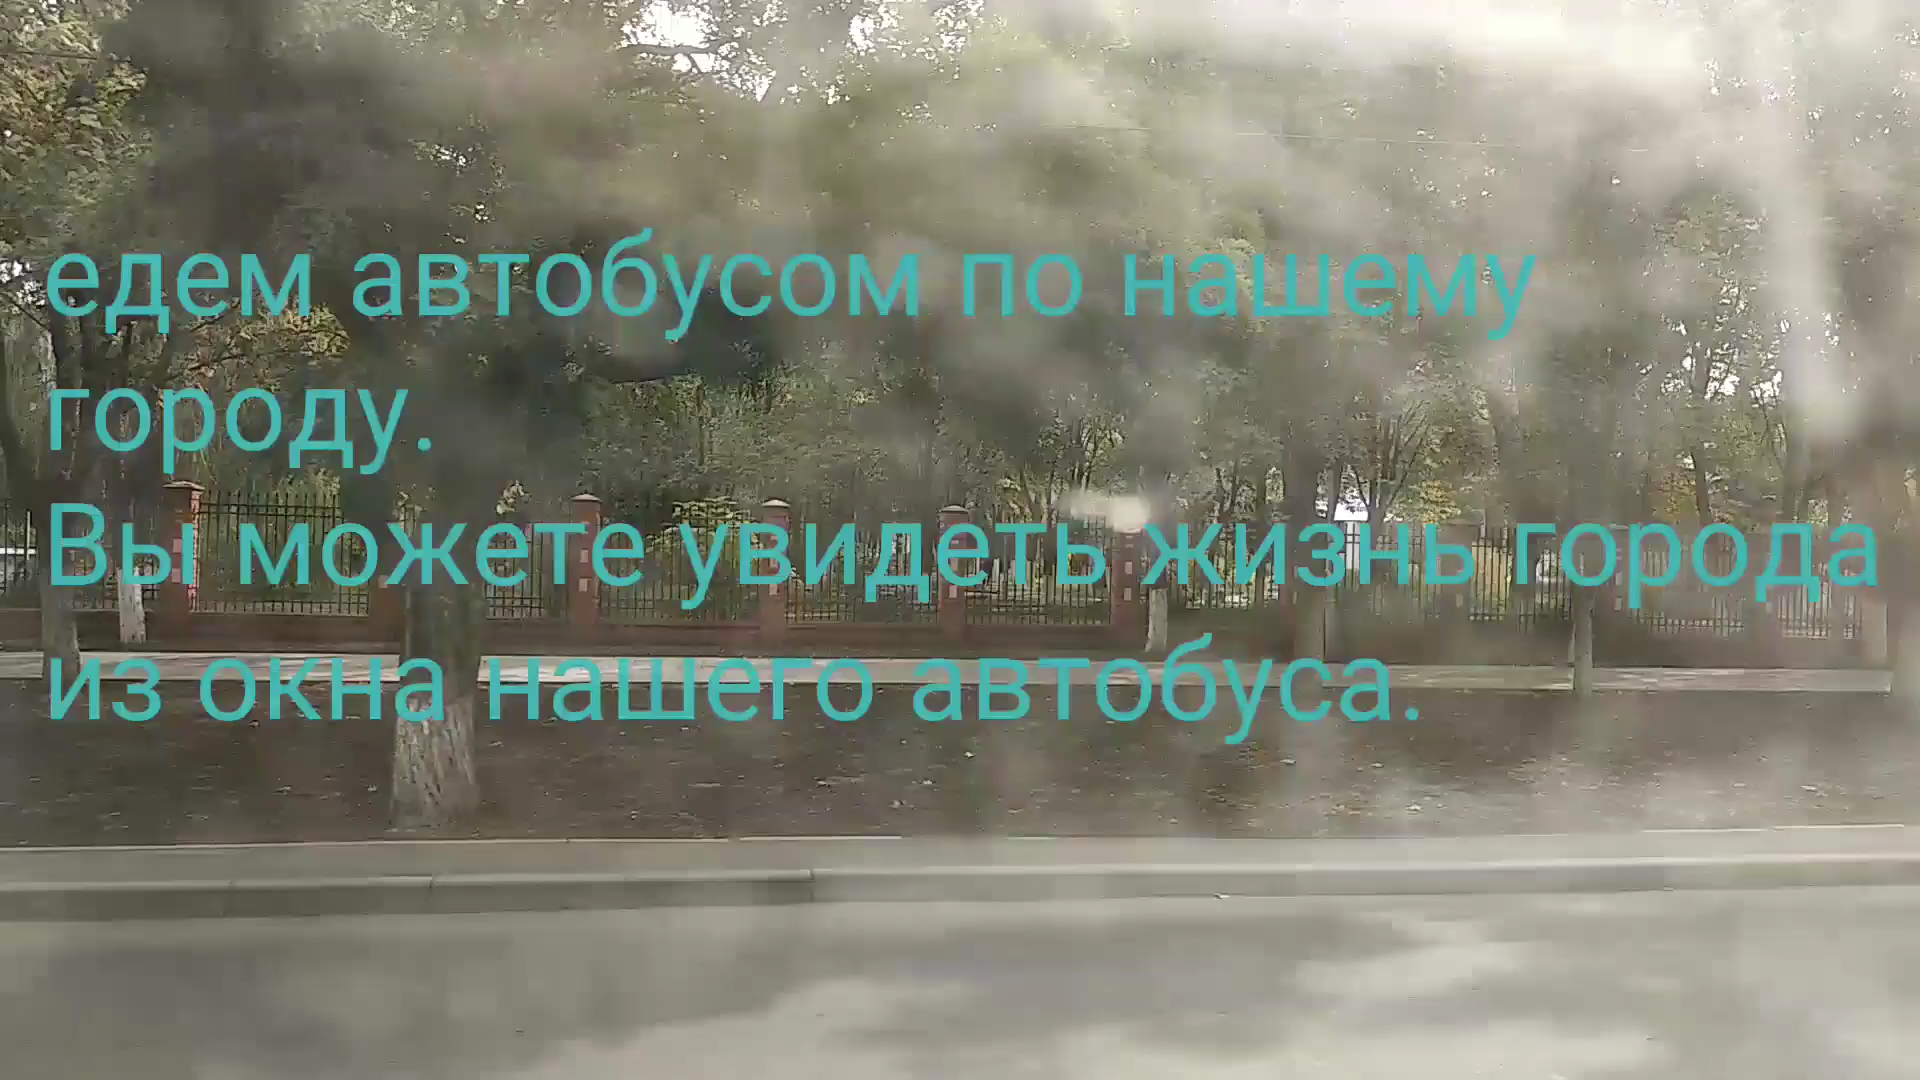 едем автобусом по нашему
городу.
Вы можете увидеть жизнь города
из окна нашего автобуса.